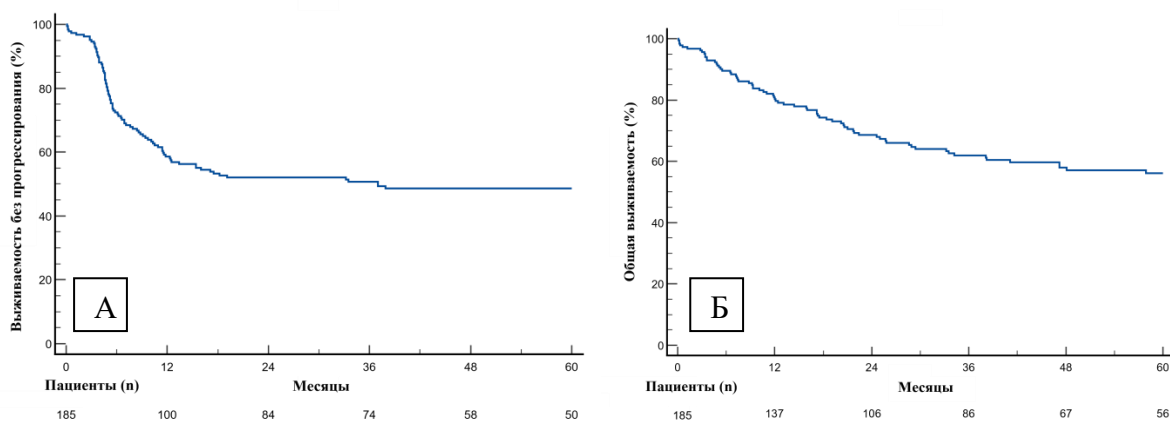 Выживаемость без прогрессирования (%)
100
80
60
40
20
0
А
0 12 24 36 48 60
Пациенты (n) Месяцы
185 100 84 74 58 50
Общая выживаемость (%)
100
80
60
40
20
0
Б
0 12 24 36 48 60
Пациенты (n) Месяцы
185 137 106 86 67 56